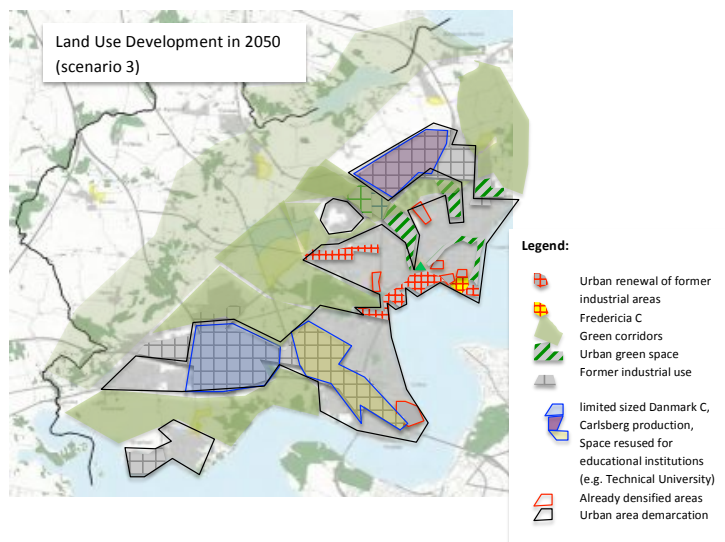 Land Use Development in 2050
(scenario 3)
Legend:
Urban renewal of former
industrial areas
Fredericia C
Green corridors
Urban green space
Former industrial use
limited sized Danmark C,
Carlsberg production,
Space resused for
educational institutions
(e.g. Technical University)
Already densified areas
Urban area demarcation